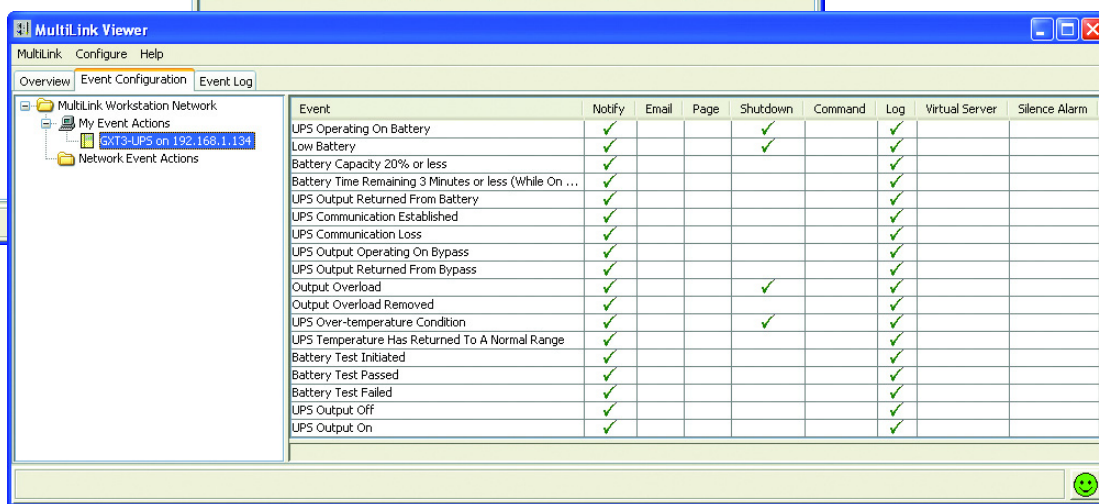 MultiLink Viewer
MultiLink Configure Help
Overview Event Configuration Event Log
MultiLink Workstation Network
My Event Actions
GXT3-UPS on 192.168.1.134
Network Event Actions
Event Notify Email Page Shutdown Command Log Virtual Server Silence Alarm
UPS Operating On Battery ✓ ✓ ✓
Low Battery ✓ ✓ ✓
Battery Capacity 20% or less ✓ ✓
Battery Time Remaining 3 Minutes or less (While On ... ✓ ✓
UPS Output Returned From Battery ✓ ✓
UPS Communication Established ✓ ✓
UPS Communication Loss ✓ ✓
UPS Output Operating On Bypass ✓ ✓
UPS Output Returned From Bypass ✓ ✓
Output Overload ✓ ✓ ✓
Output Overload Removed ✓ ✓
UPS Over-temperature Condition ✓ ✓ ✓
UPS Temperature Has Returned To A Normal Range ✓ ✓
Battery Test Initiated ✓ ✓
Battery Test Passed ✓ ✓
Battery Test Failed ✓ ✓
UPS Output Off ✓ ✓
UPS Output On ✓ ✓